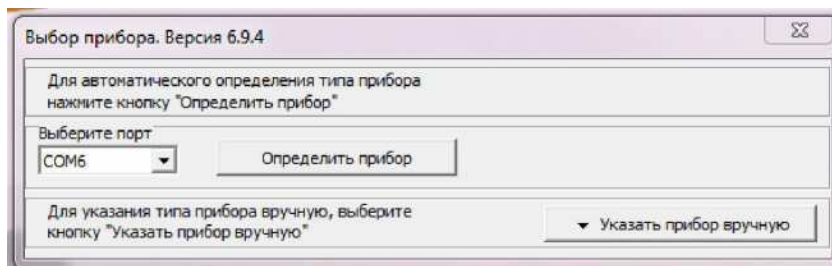 Выбор прибора. Версия 6.9.4
Для автоматического определения типа прибора
нажмите кнопку "Определить прибор"
Выберите порт
COM6
Определить прибор
Для указания типа прибора вручную, выберите
кнопку "Указать прибор вручную"
Указать прибор вручную